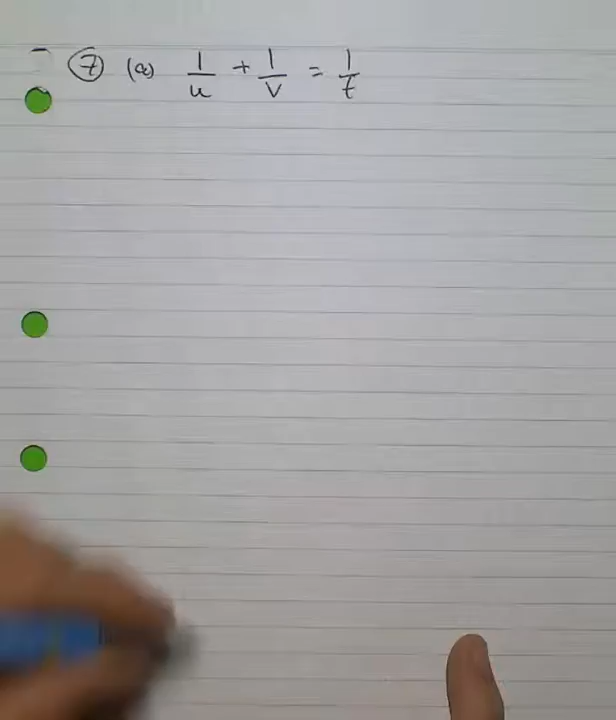 7 (a) 1/u + 1/v = 1/t